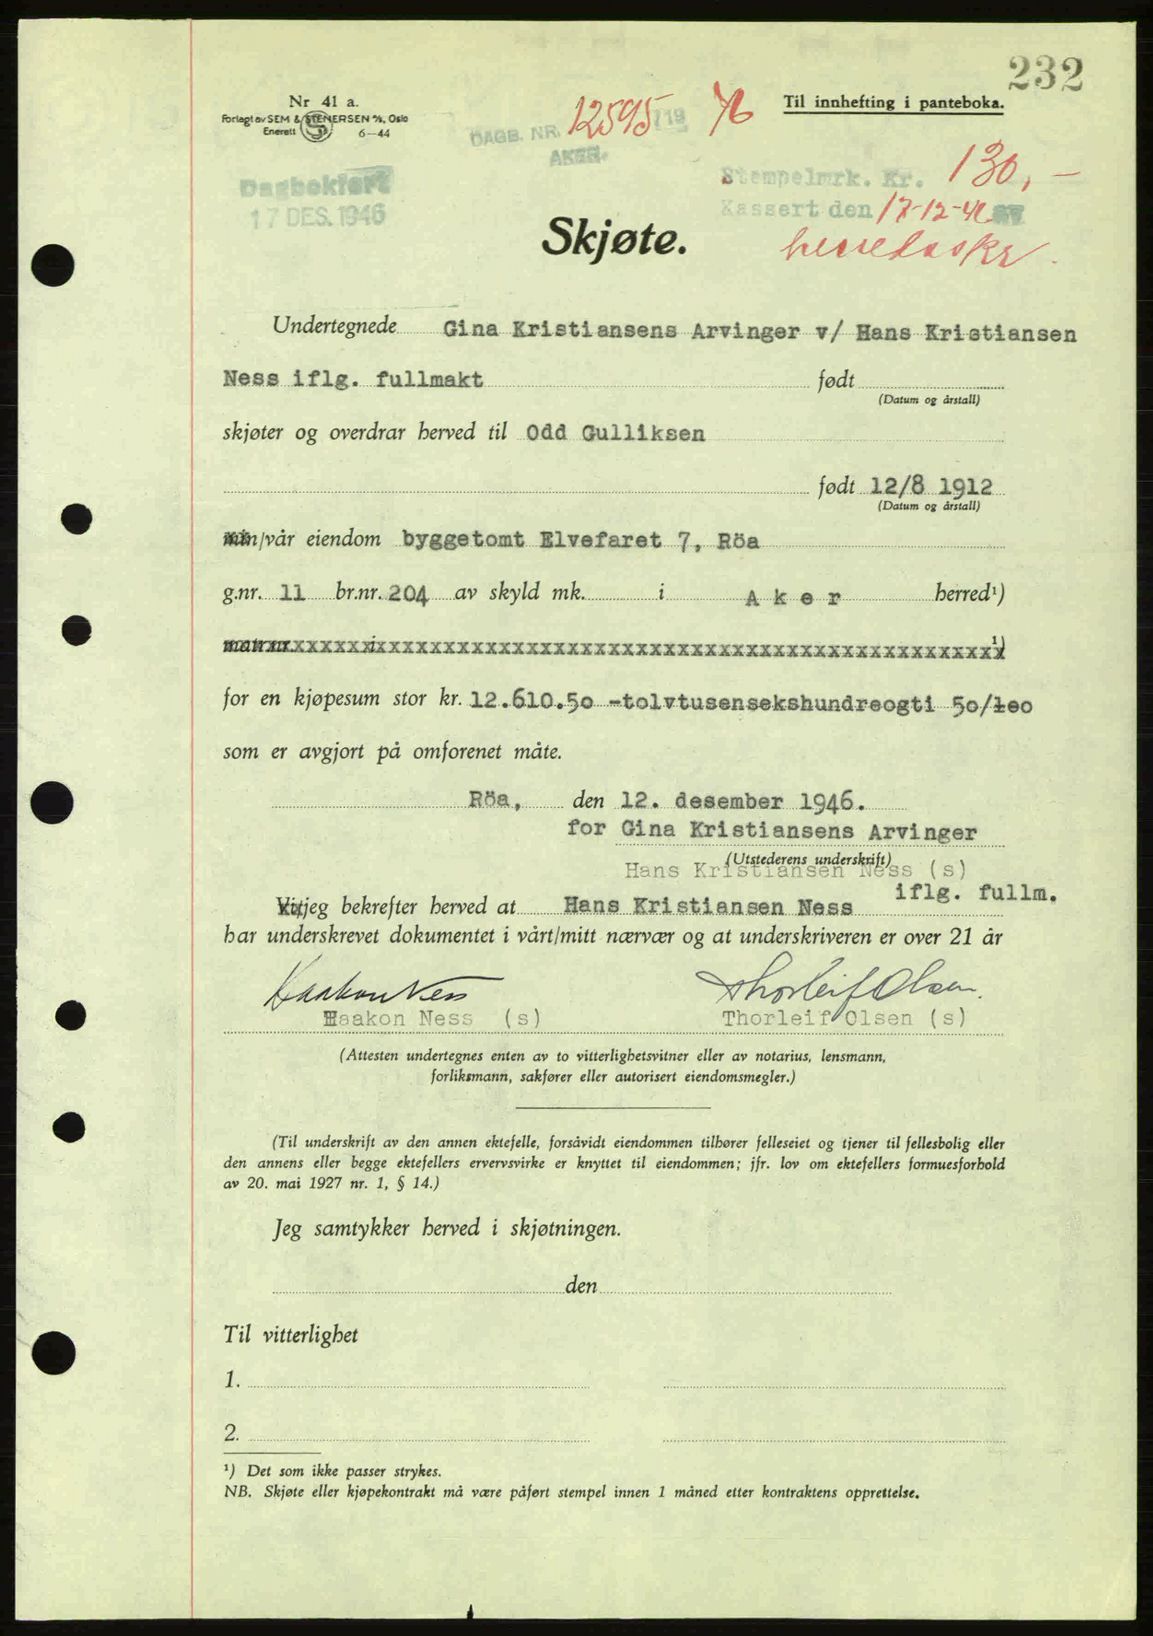 232
Nr 41 a.
Forlagt av SEM & STENERSEN A/S, Oslo
Enerett 6—44
DAGB. NR. 12595 /19 46
AKER.
Til innhefting i panteboka.
Dagbokført
17 DES. 1946
Stempelmrk. Kr. 130,-
Kassert den 17-12-46
Skjøte.
Undertegnede Gina Kristiansens Arvinger v/ Hans Kristiansen
Ness iflg. fullmakt født
(Datum og årstall)
skjøter og overdrar herved til Odd Gulliksen
født 12/8 1912
(Datum og årstall)
min/vår eiendom byggetomt Elvefaret 7, Röa
g.nr. 11 br.nr. 204 av skyld mk. i Aker herred¹)
matr.nr.xxxxxxixxxxxxxxxxxxxxxxxxxxxxxxxxxxxxxxxxxxxxxxxxx¹)
for en kjøpesum stor kr. 12.610.50 -tolvtusensekshundreogti 50/100
som er avgjort på omforenet måte.
Röa, den 12. desember 1946.
for Gina Kristiansens Arvinger
(Utstederens underskrift)
Hans Kristiansen Ness (s)
iflg. fullm.
Vi/jeg bekrefter herved at Hans Kristiansen Ness
har underskrevet dokumentet i vårt/mitt nærvær og at underskriveren er over 21 år
Haakon Ness Thorleif Olsen.
Haakon Ness (s) Thorleif Olsen (s)
(Attesten undertegnes enten av to vitterlighetsvitner eller av notarius, lensmann,
forliksmann, sakfører eller autorisert eiendomsmegler.)
(Til underskrift av den annen ektefelle, forsåvidt eiendommen tilhører felleseiet og tjener til fellesbolig eller
den annens eller begge ektefellers ervervsvirke er knyttet til eiendommen; jfr. lov om ektefellers formuesforhold
av 20. mai 1927 nr. 1, § 14.)
Jeg samtykker herved i skjøtningen.
den
Til vitterlighet
1.
2.
¹) Det som ikke passer strykes.
NB. Skjøte eller kjøpekontrakt må være påført stempel innen 1 måned etter kontraktens opprettelse.